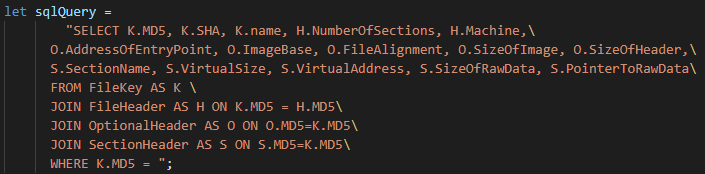 let sqlQuery =
"SELECT K.MD5, K.SHA, K.name, H.NumberOfSections, H.Machine,\
O.AddressOfEntryPoint, O.ImageBase, O.FileAlignment, O.SizeOfImage, O.SizeOfHeader,\
S.SectionName, S.VirtualSize, S.VirtualAddress, S.SizeOfRawData, S.PointerToRawData\
FROM FileKey AS K \
JOIN FileHeader AS H ON K.MD5 = H.MD5\
JOIN OptionalHeader AS O ON O.MD5=K.MD5\
JOIN SectionHeader AS S ON S.MD5=K.MD5\
WHERE K.MD5 = ";